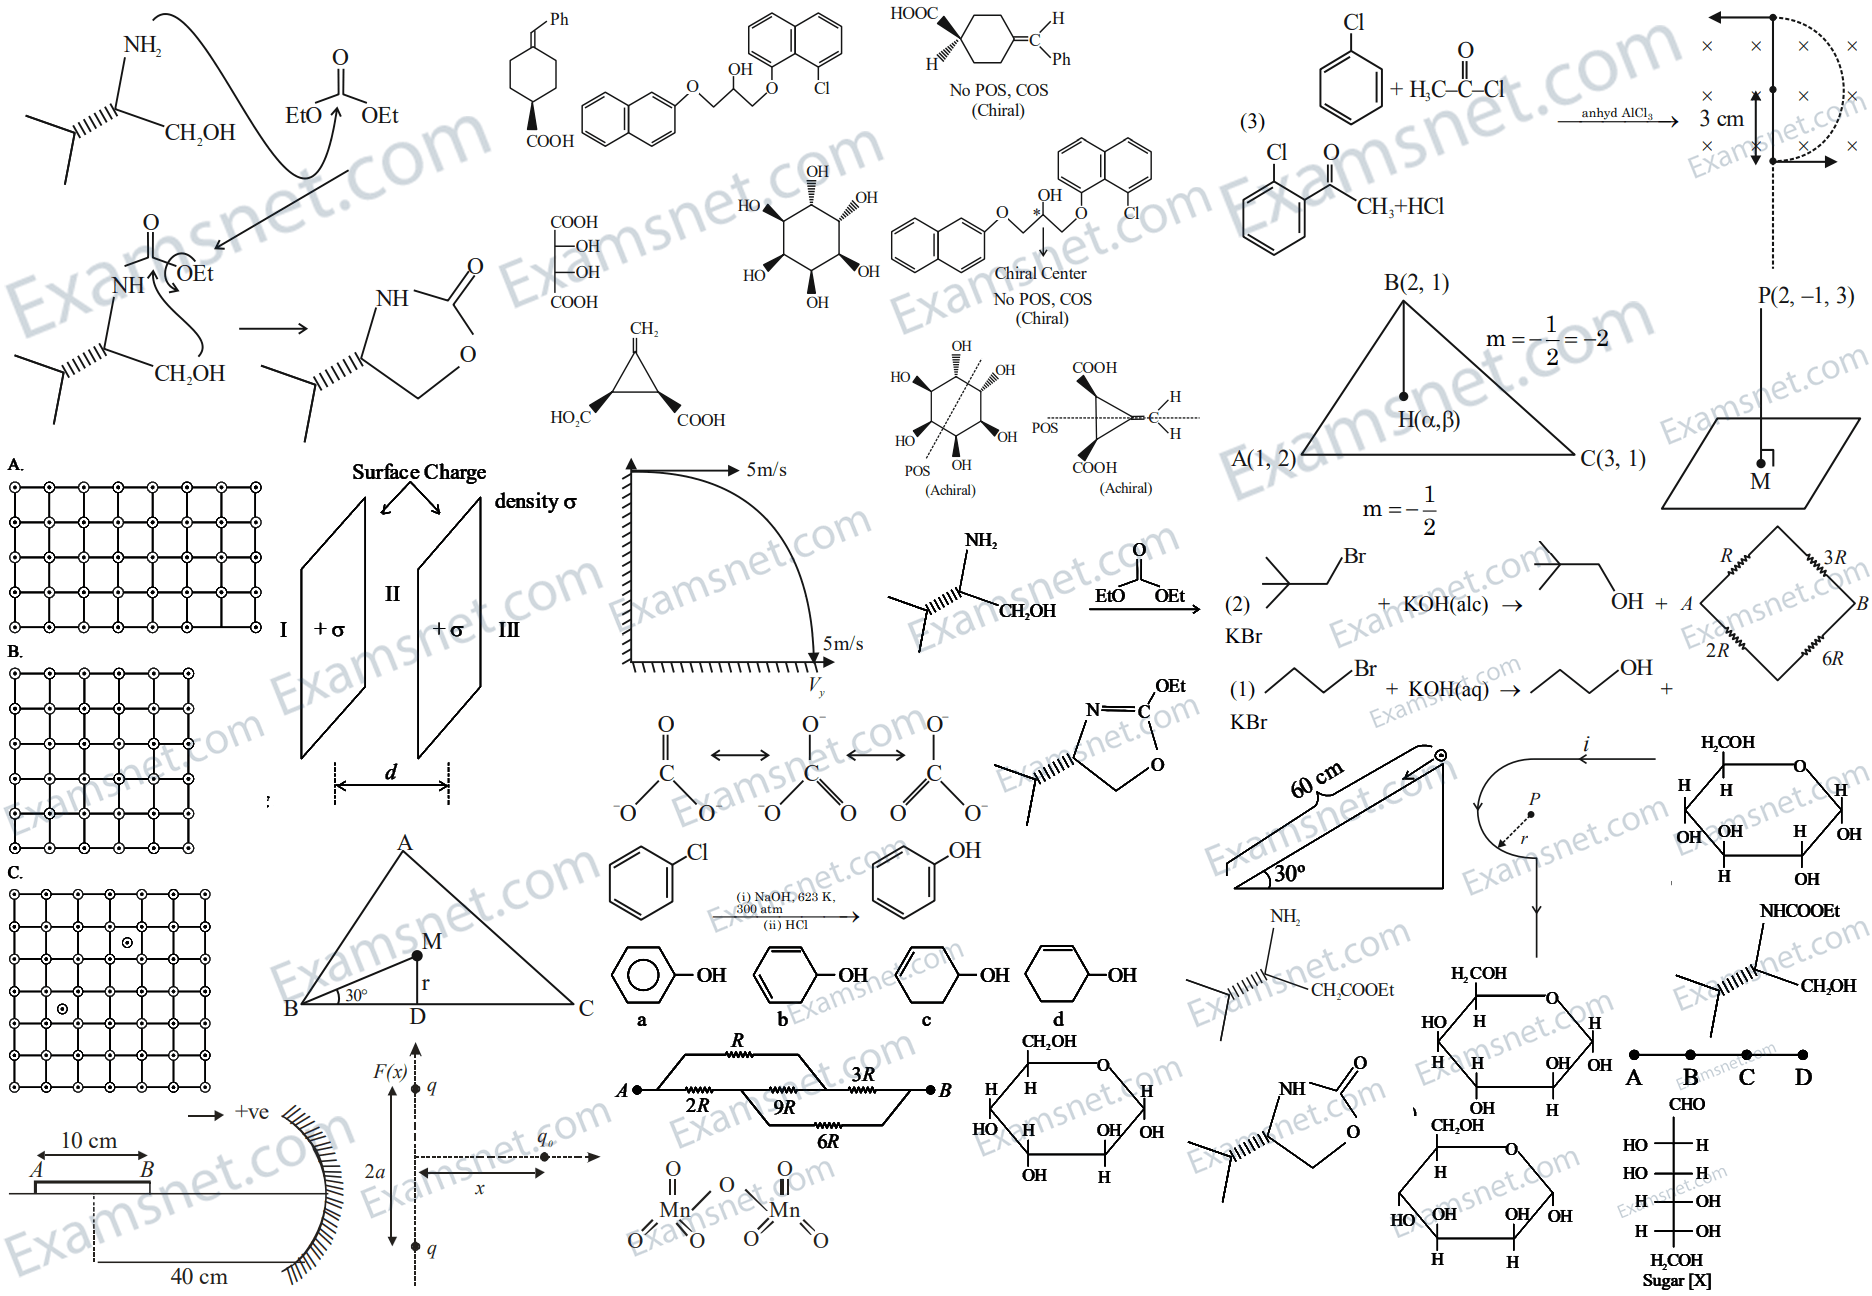 NH2
CH2OH
O
EtO OEt
O
NH
OEt
CH2OH
NH
O
O
Ph
COOH
OH
O O
Cl
COOH
OH
OH
COOH
OH
HO OH
HO OH
OH
CH2
HO2C COOH
HOOC
H
H
C
Ph
No POS, COS
(Chiral)
OH
O * O
Cl
Chiral Center
No POS, COS
(Chiral)
OH
HO OH
HO OH
POS OH
(Achiral)
COOH
H
POS C
H
COOH
(Achiral)
(3)
Cl
+ H3C–C–Cl
O
anhyd AlCl3
Cl O
CH3+HCl
× × × ×
× × × ×
3 cm
× × × ×
B(2, 1)
m = –1/2 = –2
H(α,β)
A(1, 2) C(3, 1)
m = –1/2
P(2, –1, 3)
M
A.
B.
C.
Surface Charge
density σ
I + σ II + σ III
d
5m/s
5m/s
Vy
NH2
CH2OH
O
EtO OEt
(2)
Br
+ KOH(alc) →
OH +
KBr
(1)
Br
+ KOH(aq) →
OH
+
KBr
R 3R
A B
2R 6R
O O– O–
C C C
–O O– –O O O O–
OEt
N C
O
60 cm
30°
i
P
r
H2COH
O
H H H
OH OH H OH
H OH
A
M
r
B 30° D C
Cl
(i) NaOH, 623 K,
300 atm
(ii) HCl
OH
OH OH OH OH
a b c d
NH2
CH2COOEt
NHCOOEt
CH2OH
H2COH
O
HO H H
H H OH OH
OH H
A B C D
+ve
10 cm
A B
40 cm
F(x)
q
q0
2a
x
q
R
A 2R 9R 3R B
6R
O O
Mn O Mn
O O O O
CH2OH
O
H H H
HO H OH OH
OH H
NH O
O
CH2OH
O
H
HO OH OH OH
H H
CHO
HO H
HO H
H OH
H OH
H2COH
Sugar [X]
Examsnet.com